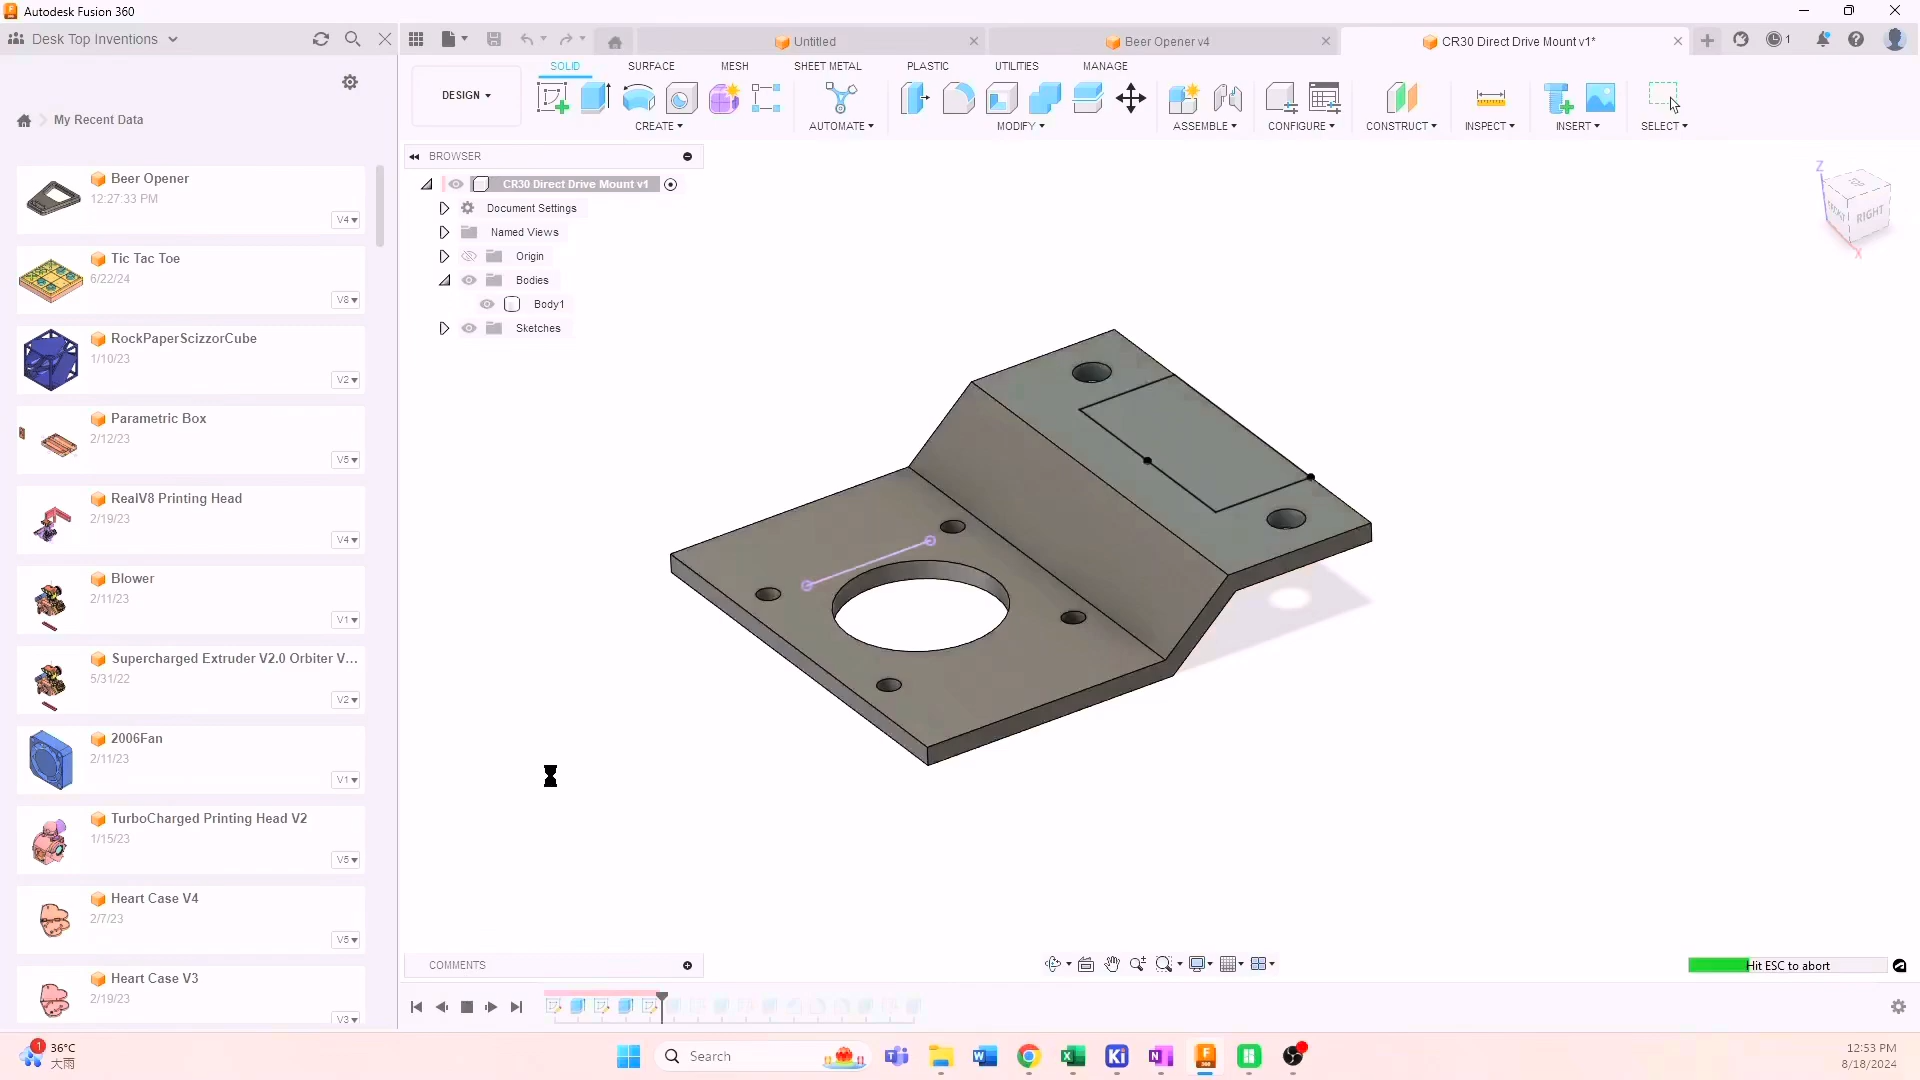 Autodesk Fusion 360
Desk Top Inventions
Untitled
Beer Opener v4
CR30 Direct Drive Mount v1*
1
My Recent Data
DESIGN
SOLID
SURFACE
MESH
SHEET METAL
PLASTIC
UTILITIES
MANAGE
CREATE
AUTOMATE
MODIFY
ASSEMBLE
CONFIGURE
CONSTRUCT
INSPECT
INSERT
SELECT
BROWSER
CR30 Direct Drive Mount v1
Document Settings
Named Views
Origin
Bodies
Body1
Sketches
Beer Opener
12:27:33 PM
V4
Tic Tac Toe
6/22/24
V8
RockPaperScizzorCube
1/10/23
V2
Parametric Box
2/12/23
V5
RealV8 Printing Head
2/19/23
V4
Blower
2/11/23
V1
Supercharged Extruder V2.0 Orbiter V...
5/31/22
V2
2006Fan
2/11/23
V1
TurboCharged Printing Head V2
1/15/23
V5
Heart Case V4
2/7/23
V5
Heart Case V3
2/19/23
V3
Z
TOP
FRONT
RIGHT
X
COMMENTS
Hit ESC to abort
1
36°C
大雨
Search
12:53 PM
8/18/2024